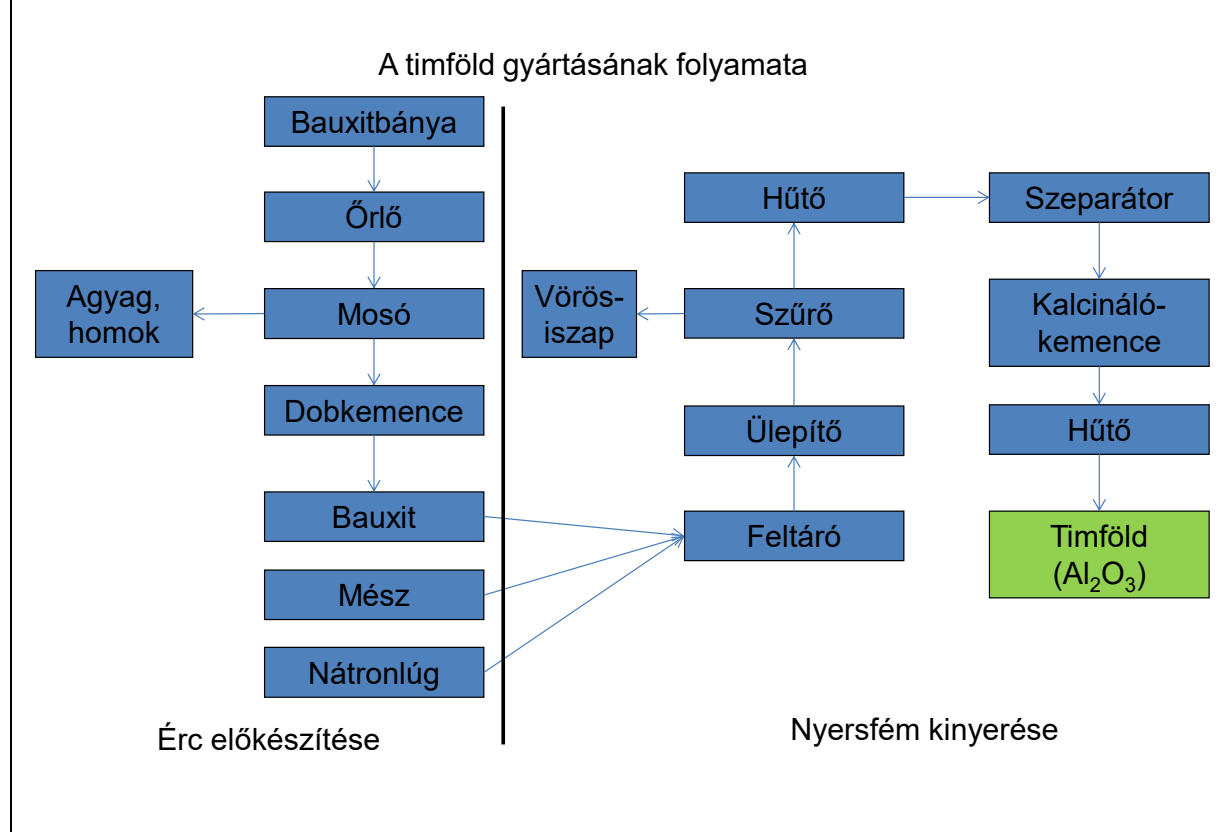 A timföld gyártásának folyamata
Bauxitbánya
Őrlő
Agyag,
homok
Mosó
Dobkemence
Bauxit
Mész
Nátronlúg
Érc előkészítése
Hűtő
Vörös-
iszap
Szűrő
Ülepítő
Feltáró
Szeparátor
Kalcináló-
kemence
Hűtő
Timföld
(Al₂O₃)
Nyersfém kinyerése